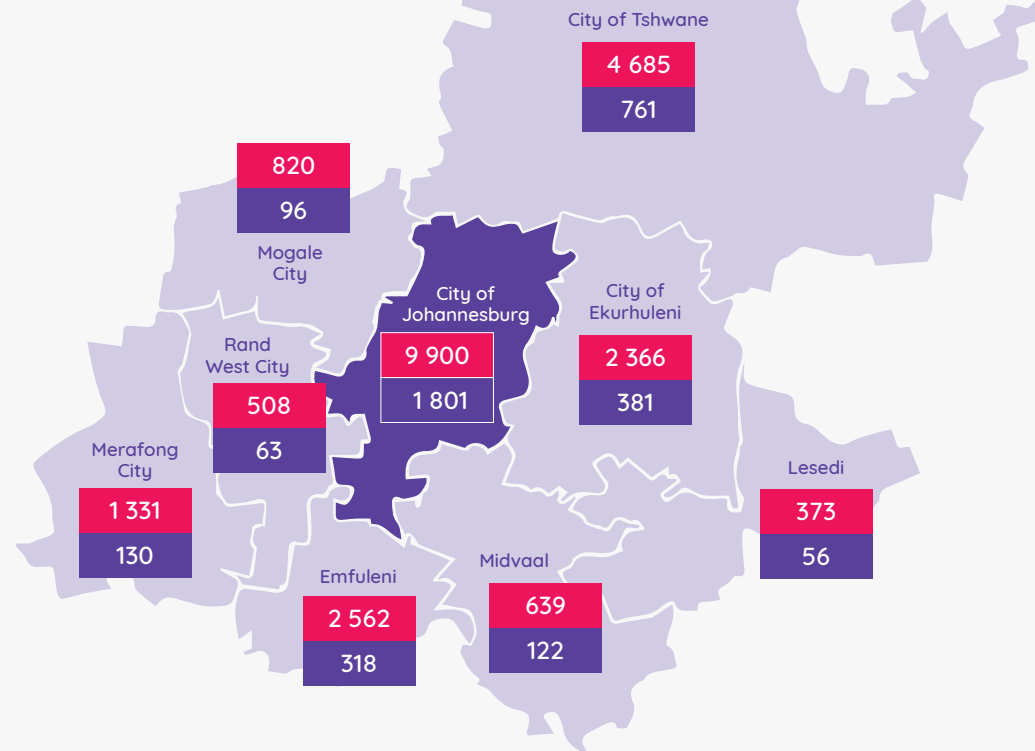 City of Tshwane
4 685
761
820
96
Mogale
City
City of
Johannesburg
9 900
1 801
City of
Ekurhuleni
2 366
381
Rand
West City
508
63
Merafong
City
1 331
130
Lesedi
373
56
Emfuleni
2 562
318
Midvaal
639
122